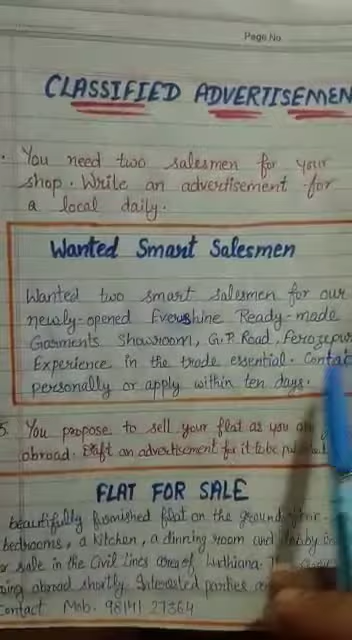 Page No
CLASSIFIED ADVERTISEMEN
You need two salesmen for your
shop. Write an advertisement for
a local daily.
Wanted Smart Salesmen
Wanted two smart salesmen for our
newly-opened Evershine Ready-made
Garments Showroom, G.T. Road, Ferozepur
Experience in the trade essential. Contac
personally or apply within ten days.
5. You propose to sell your flat as you are
abroad. Draft an advertisement for it to be
FLAT FOR SALE
beautifully furnished flat on the ground
bedrooms, a kitchen, a dinning room and lobby
sale in the Civil Lines area of Ludhiana.
abroad shortly. Interested parties
Contact Mob. 98141 27364